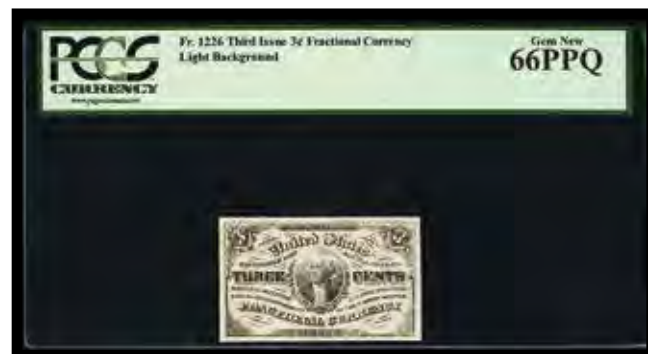 PCGS
CURRENCY
Fr. 1226 Third Issue 3¢ Fractional Currency
Light Background
Gem New
66PPQ
United States
THREE CENTS
FRACTIONAL CURRENCY